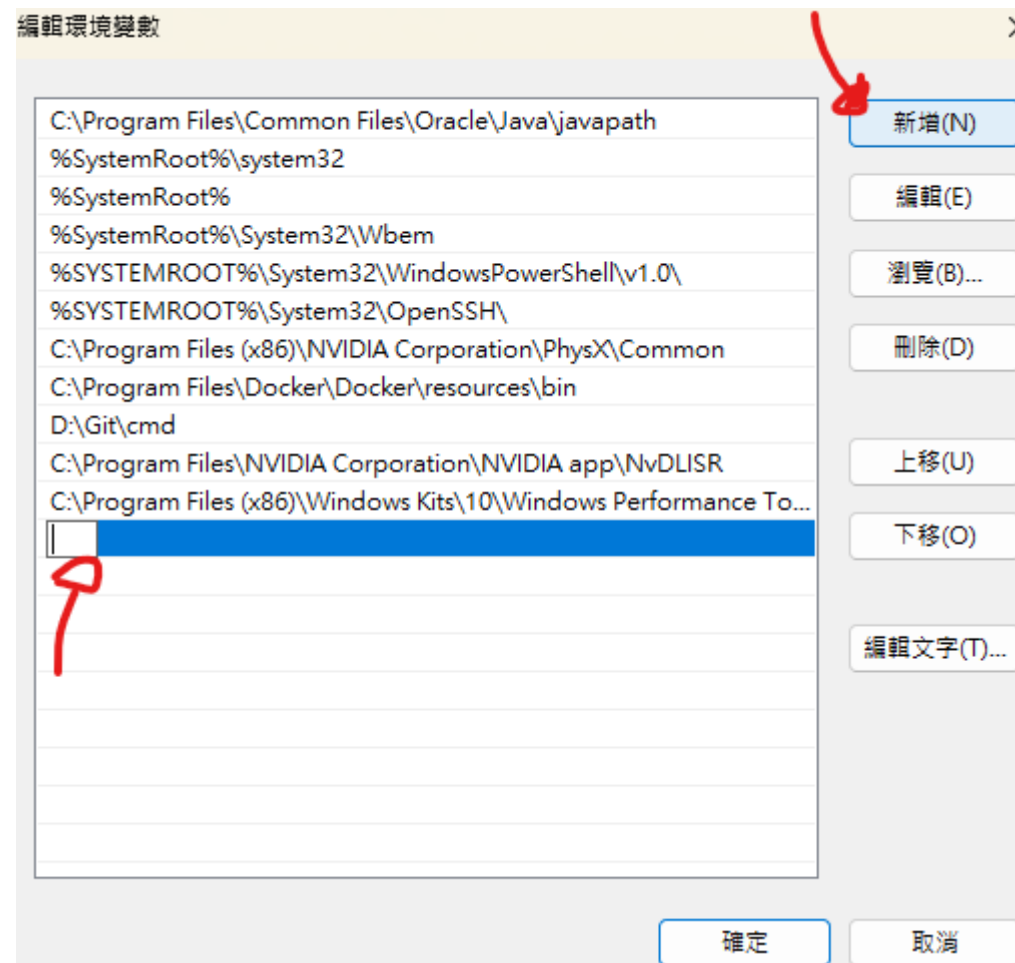 編輯環境變數
C:\Program Files\Common Files\Oracle\Java\javapath
%SystemRoot%\system32
%SystemRoot%
%SystemRoot%\System32\Wbem
%SYSTEMROOT%\System32\WindowsPowerShell\v1.0\
%SYSTEMROOT%\System32\OpenSSH\
C:\Program Files (x86)\NVIDIA Corporation\PhysX\Common
C:\Program Files\Docker\Docker\resources\bin
D:\Git\cmd
C:\Program Files\NVIDIA Corporation\NVIDIA app\NvDLISR
C:\Program Files (x86)\Windows Kits\10\Windows Performance To...
新增(N)
編輯(E)
瀏覽(B)...
刪除(D)
上移(U)
下移(O)
編輯文字(T)...
確定
取消